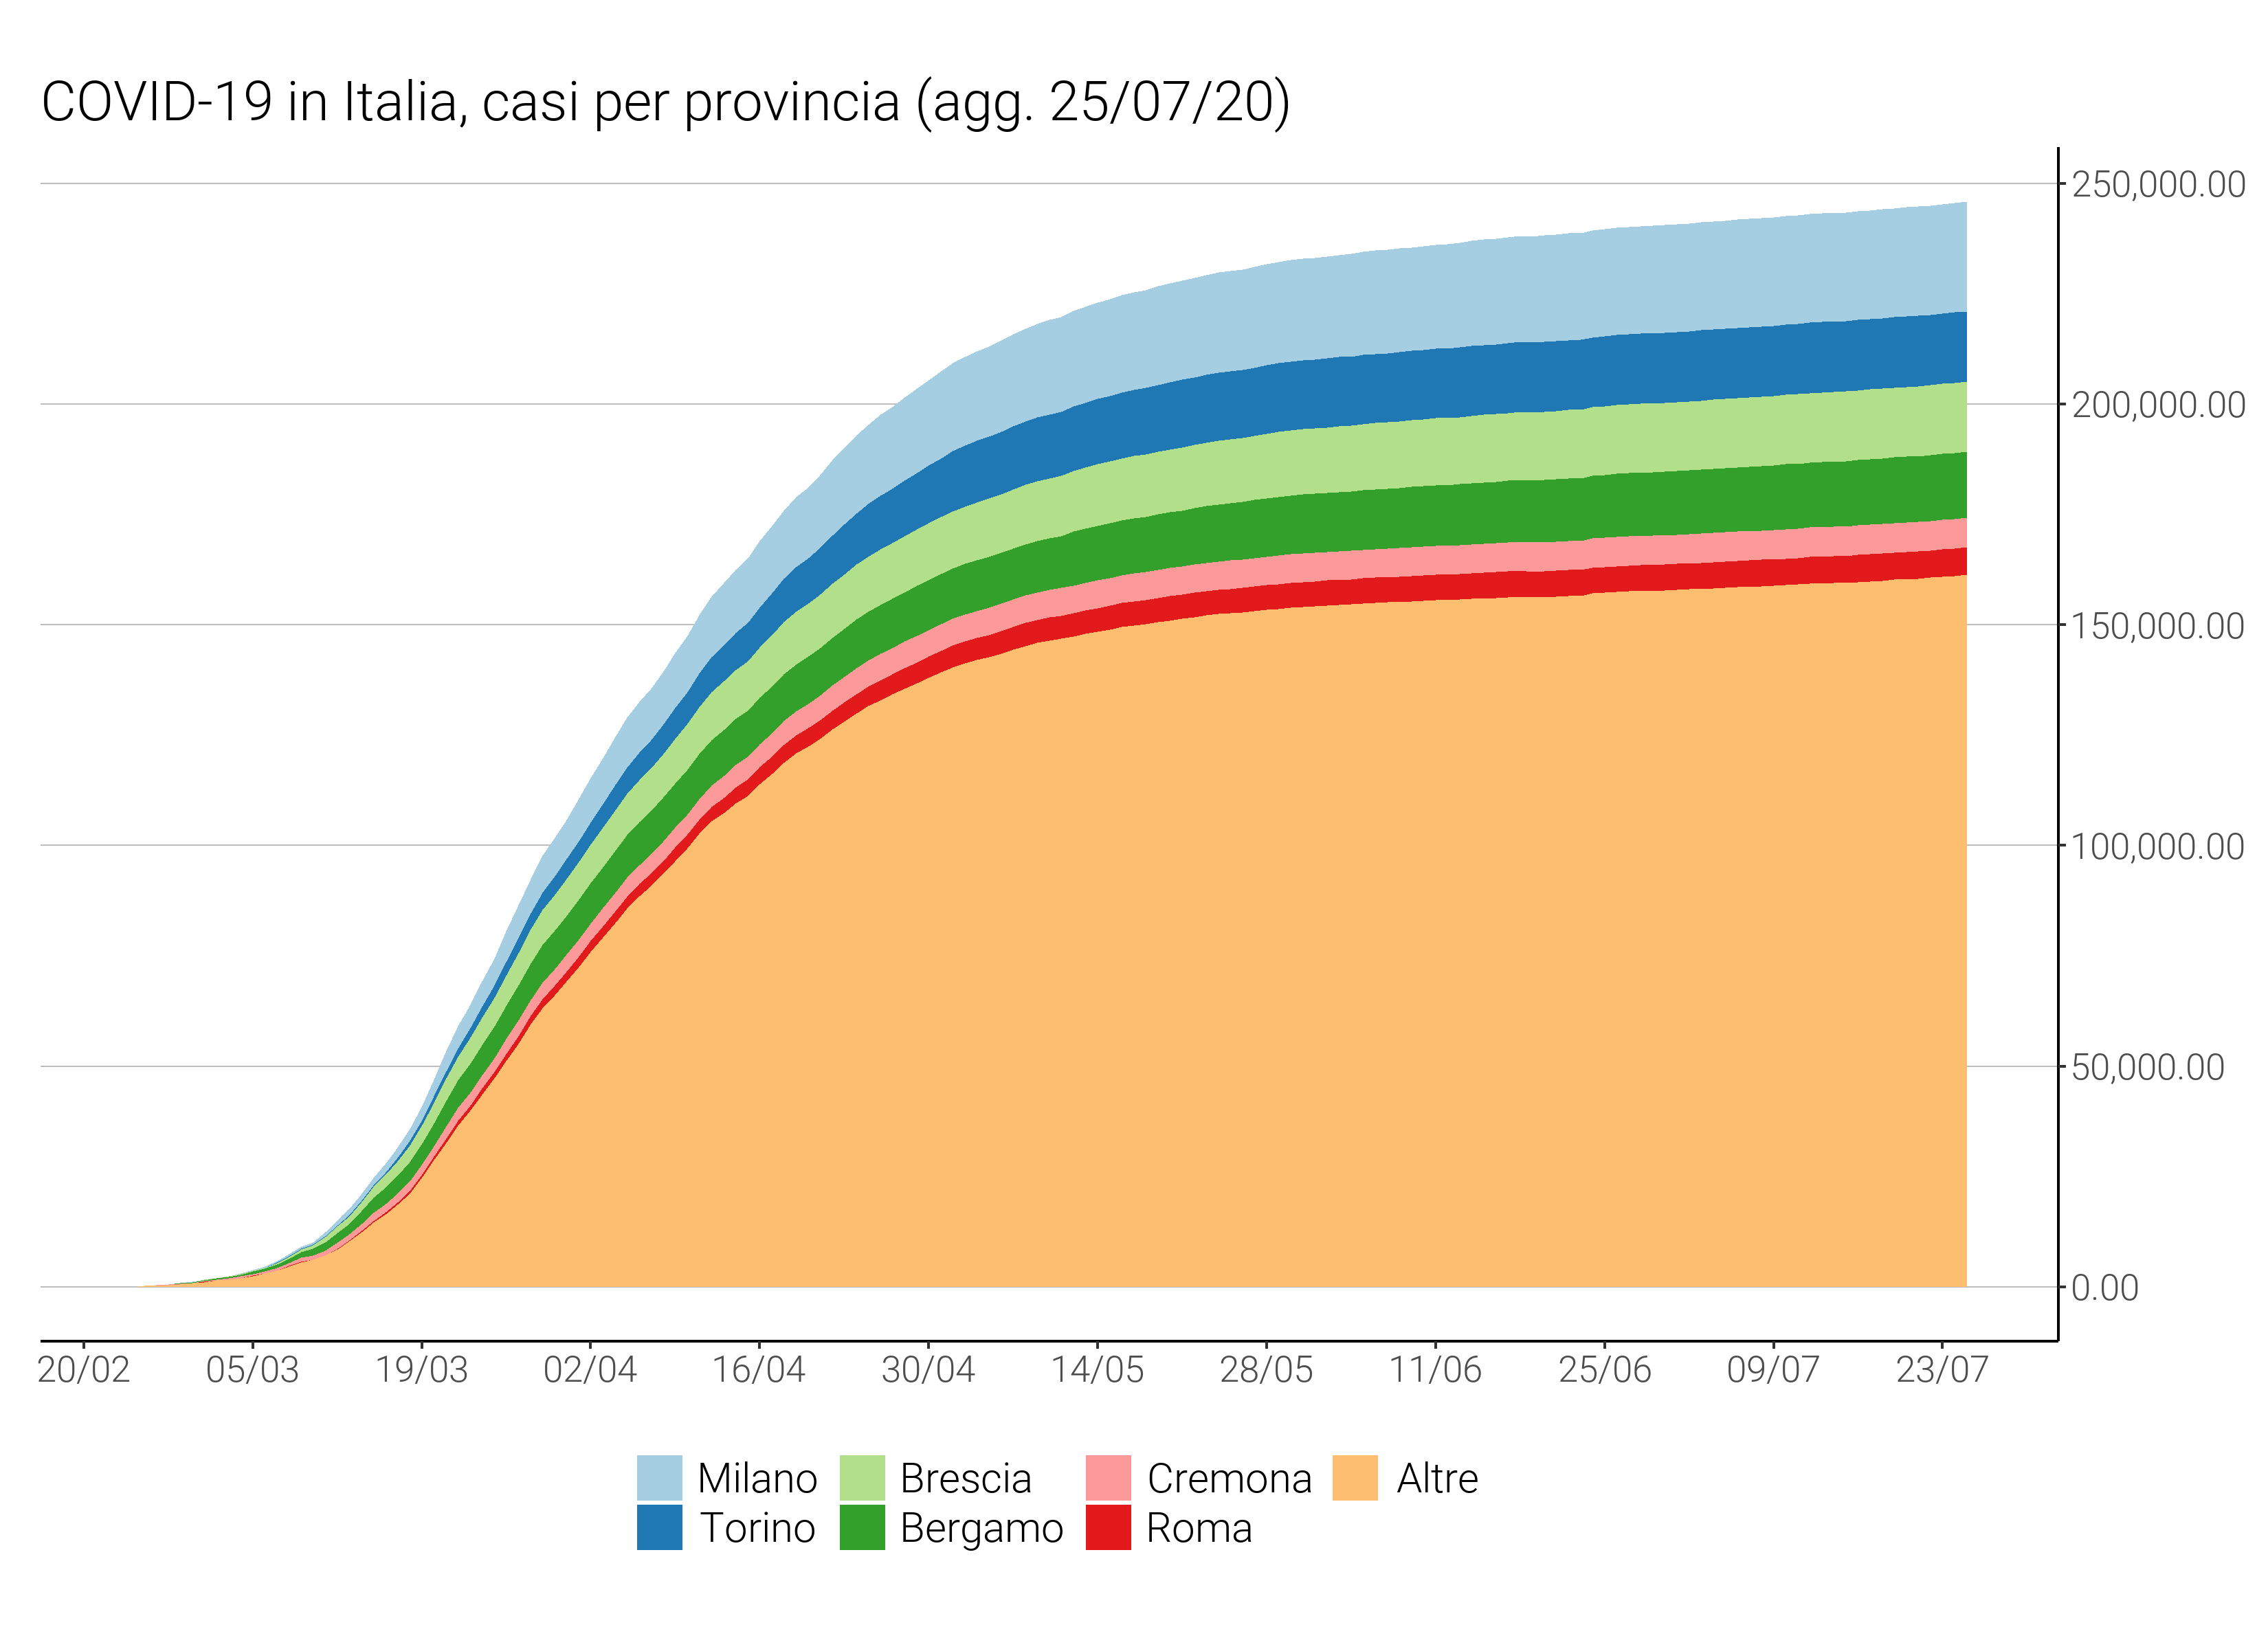 COVID-19 in Italia, casi per provincia (agg. 25/07/20)
250,000.00
200,000.00
150,000.00
100,000.00
50,000.00
0.00
20/02 05/03 19/03 02/04 16/04 30/04 14/05 28/05 11/06 25/06 09/07 23/07
Milano Brescia Cremona Altre
Torino Bergamo Roma